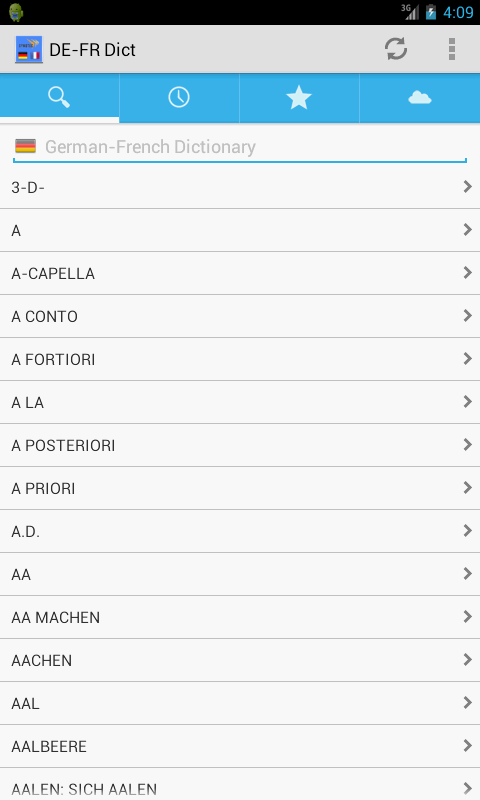 3G 4:09
DE-FR Dict
German-French Dictionary
3-D-
A
A-CAPELLA
A CONTO
A FORTIORI
A LA
A POSTERIORI
A PRIORI
A.D.
AA
AA MACHEN
AACHEN
AAL
AALBEERE
AALEN: SICH AALEN